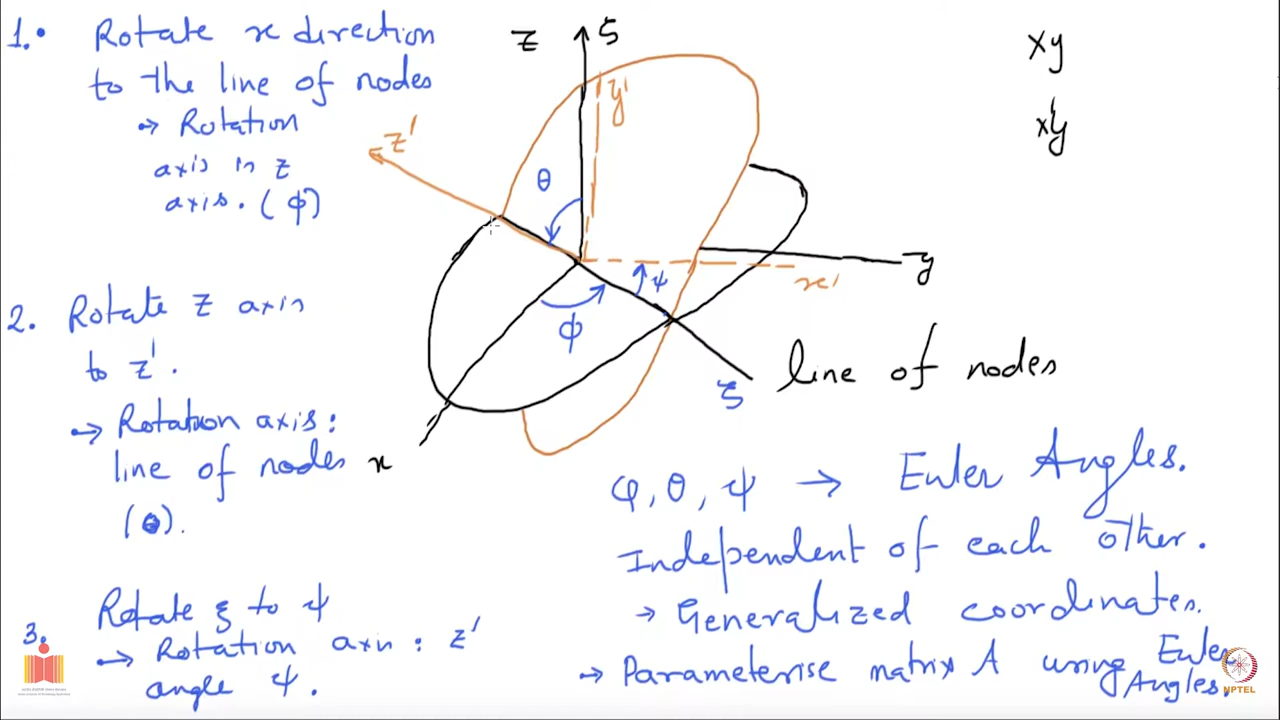 1. • Rotate x direction
to the line of nodes
→ Rotation
axis is z
axis. (ϕ)
2. Rotate z axis
to z'.
→ Rotation axis:
line of nodes
(θ).
3. Rotate ξ to ψ
→ Rotation axis : z'
angle ψ.
z ζ
y'
z'
θ
ψ
x'
y
ϕ
ξ
line of nodes
x
xy
x'y
φ, θ, ψ → Euler Angles.
Independent of each other.
→ Generalized coordinates.
→ Parameterise matrix A using Euler
Angles.
NPTEL